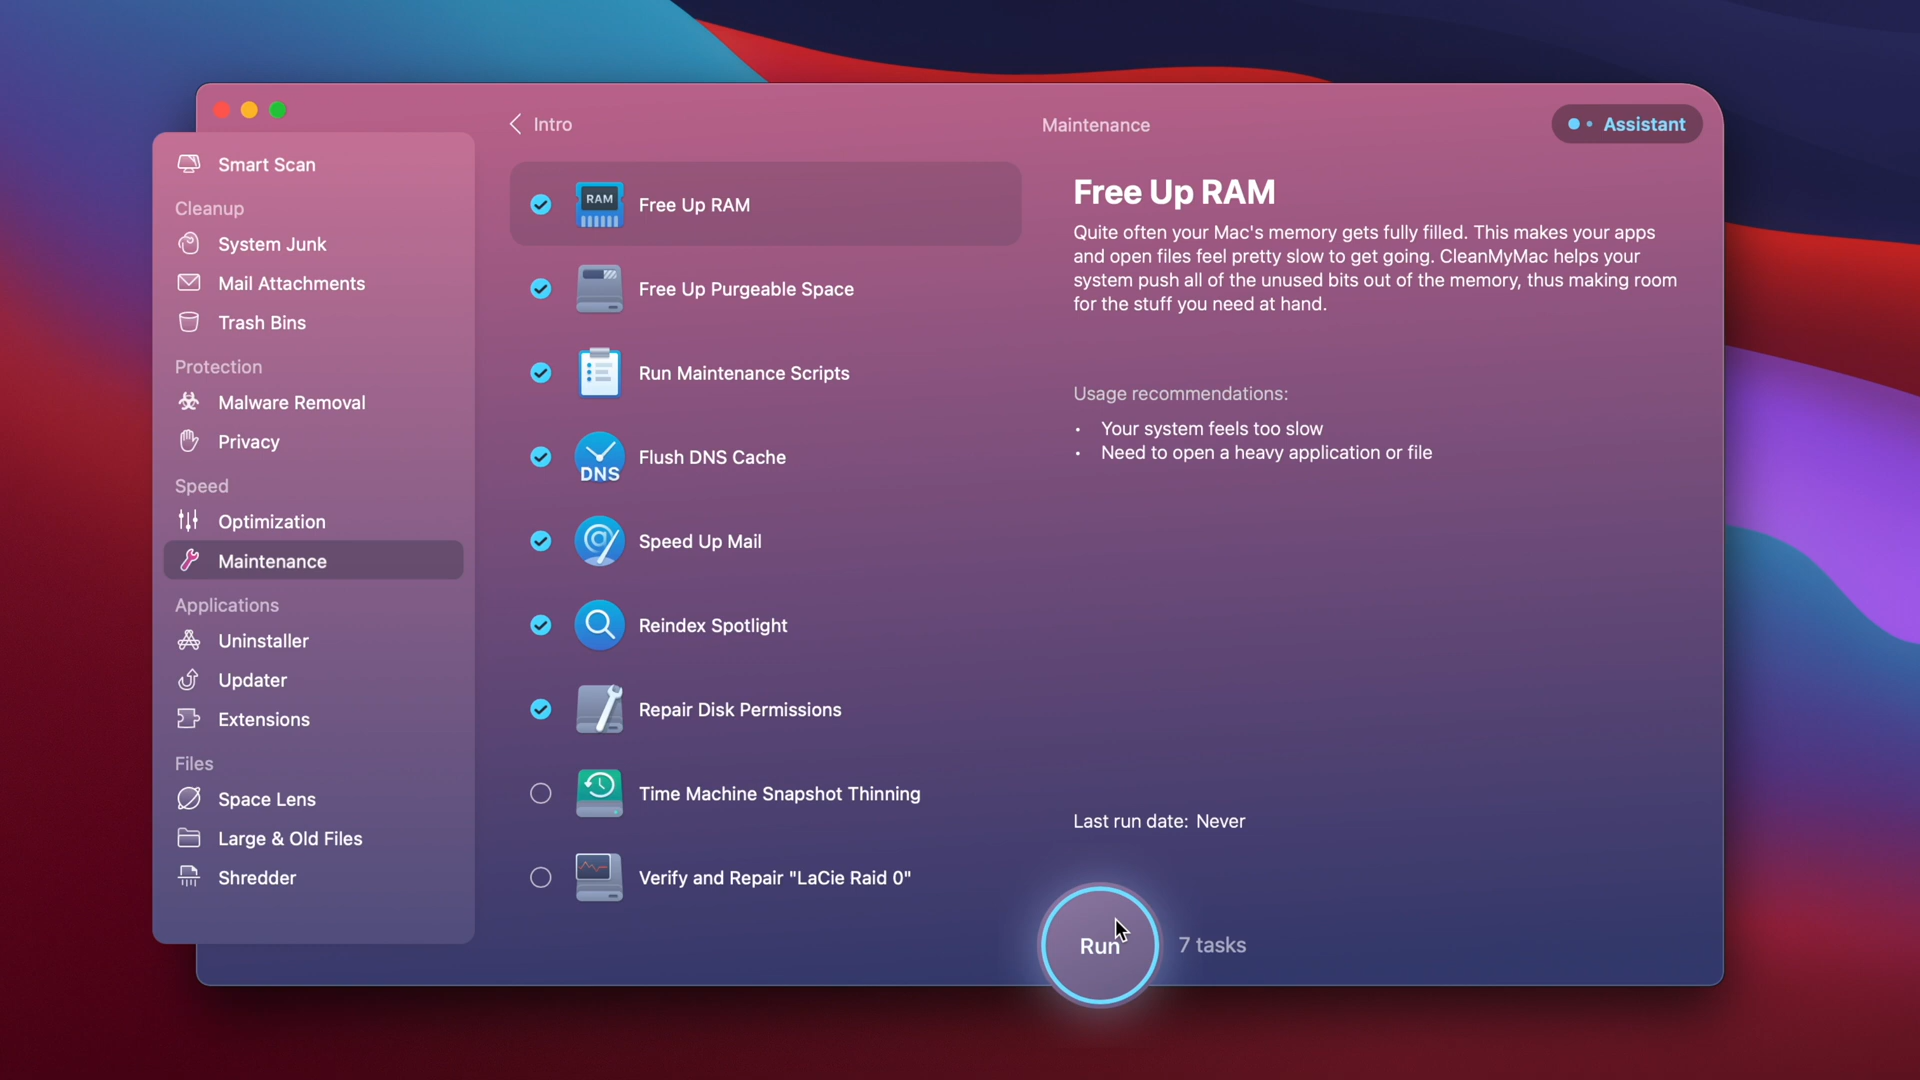 Smart Scan
Cleanup
System Junk
Mail Attachments
Trash Bins
Protection
Malware Removal
Privacy
Speed
Optimization
Maintenance
Applications
Uninstaller
Updater
Extensions
Files
Space Lens
Large & Old Files
Shredder
Intro
Maintenance
Assistant
RAM
Free Up RAM
Free Up Purgeable Space
Run Maintenance Scripts
DNS
Flush DNS Cache
@
Speed Up Mail
Reindex Spotlight
Repair Disk Permissions
Time Machine Snapshot Thinning
Verify and Repair "LaCie Raid 0"
Free Up RAM
Quite often your Mac's memory gets fully filled. This makes your apps
and open files feel pretty slow to get going. CleanMyMac helps your
system push all of the unused bits out of the memory, thus making room
for the stuff you need at hand.
Usage recommendations:
• Your system feels too slow
• Need to open a heavy application or file
Last run date: Never
Run
7 tasks